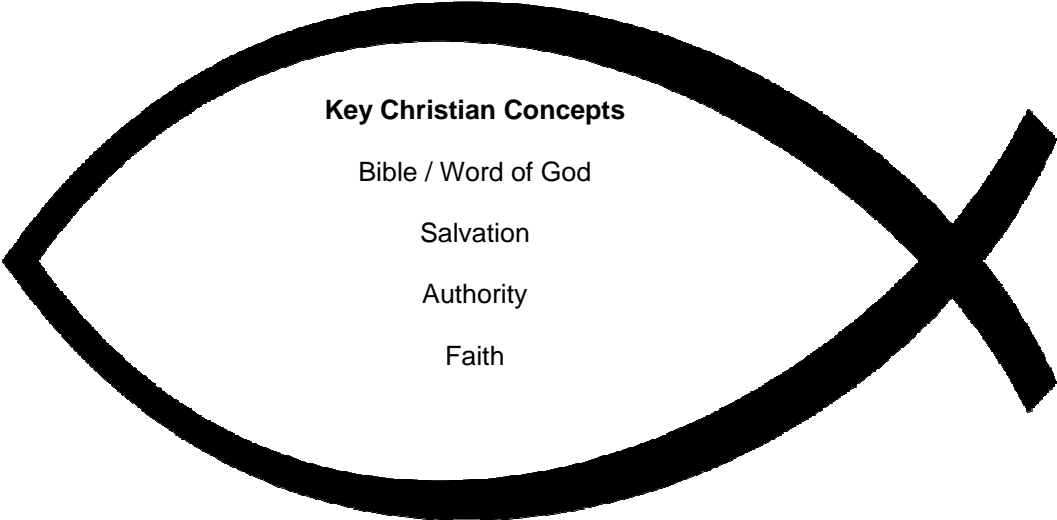 Key Christian Concepts
Bible / Word of God
Salvation
Authority
Faith